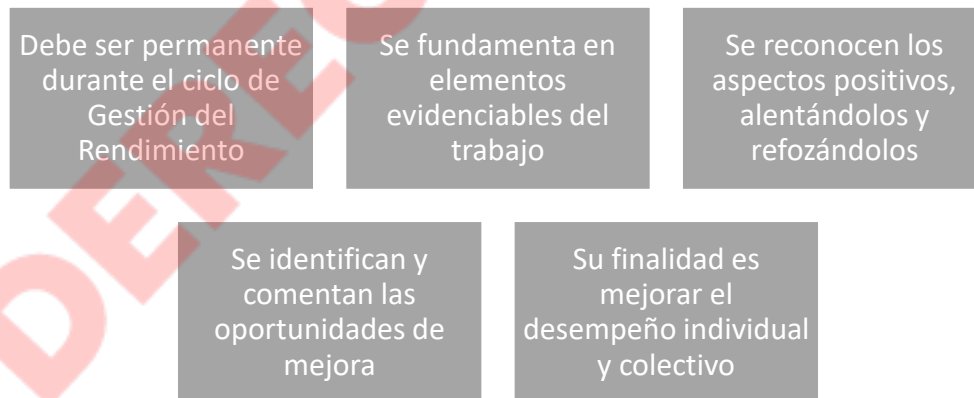 Debe ser permanente
durante el ciclo de
Gestión del
Rendimiento
Se fundamenta en
elementos
evidenciables del
trabajo
Se reconocen los
aspectos positivos,
alentándolos y
refozándolos
Se identifican y
comentan las
oportunidades de
mejora
Su finalidad es
mejorar el
desempeño individual
y colectivo
DEREC